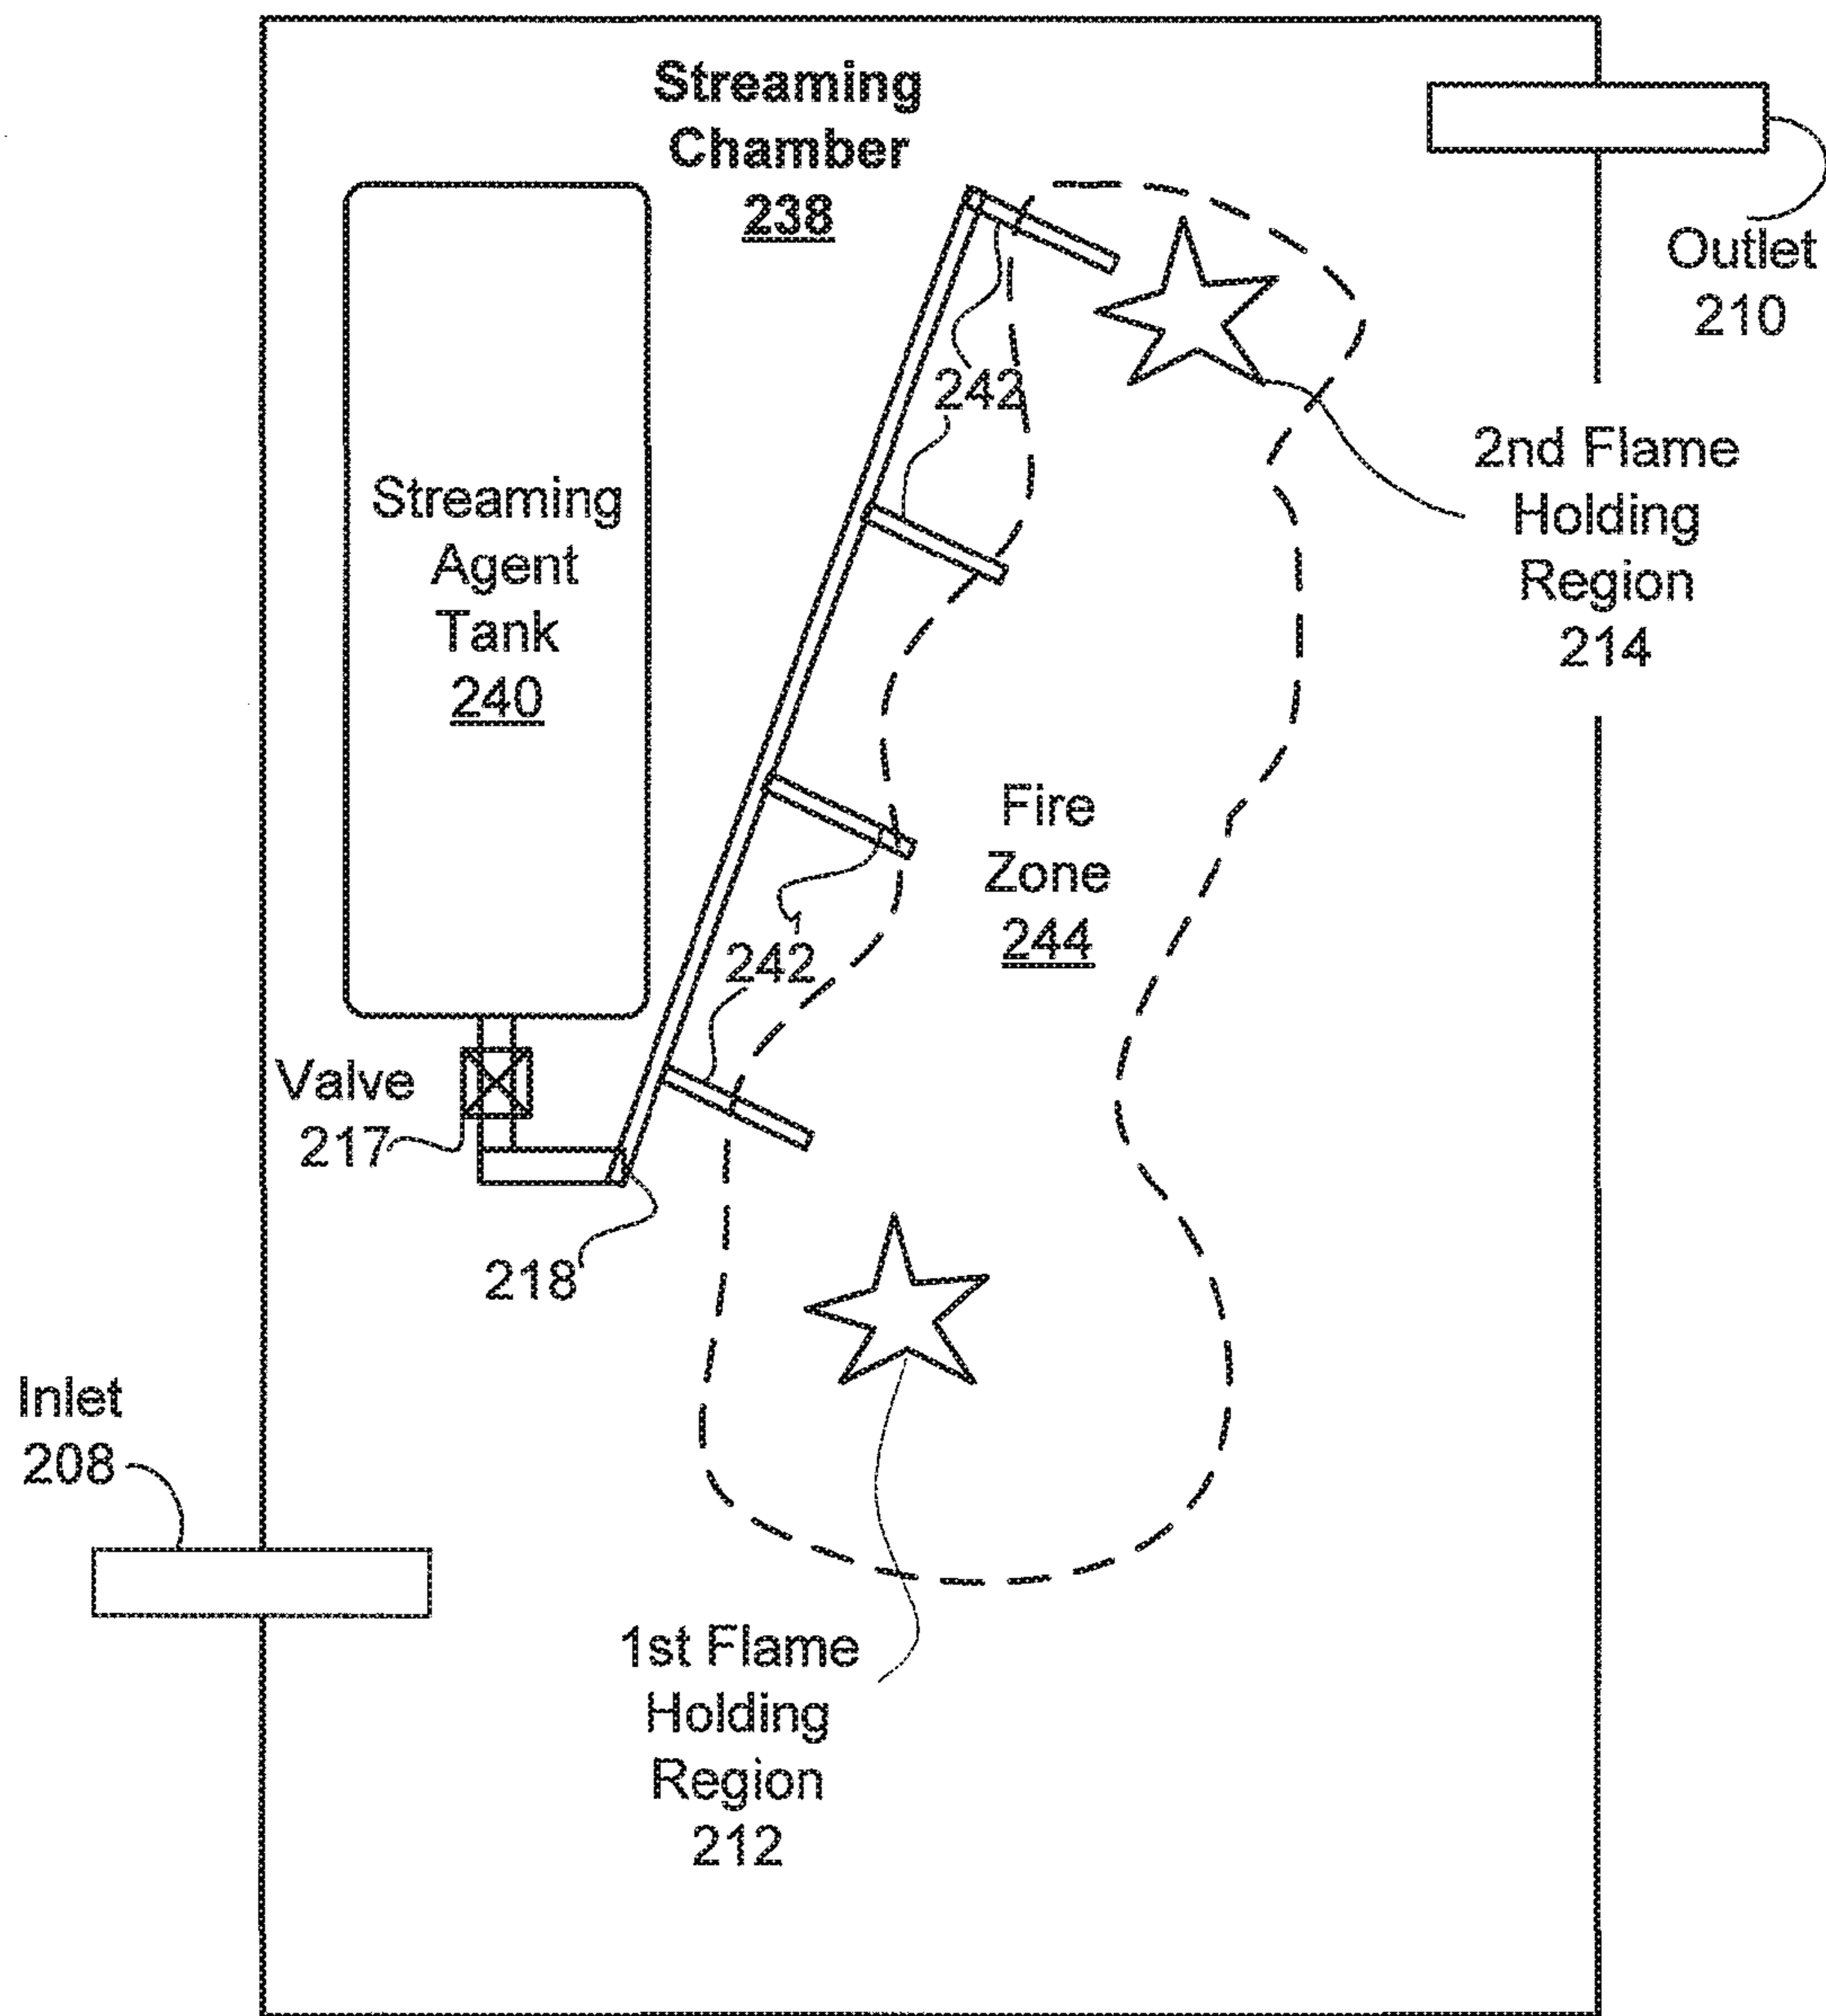 Streaming
Chamber
238
Outlet
210
242
2nd Flame
Holding
Region
214
Streaming
Agent
Tank
240
Fire
Zone
244
242
Valve
217
218
Inlet
208
1st Flame
Holding
Region
212